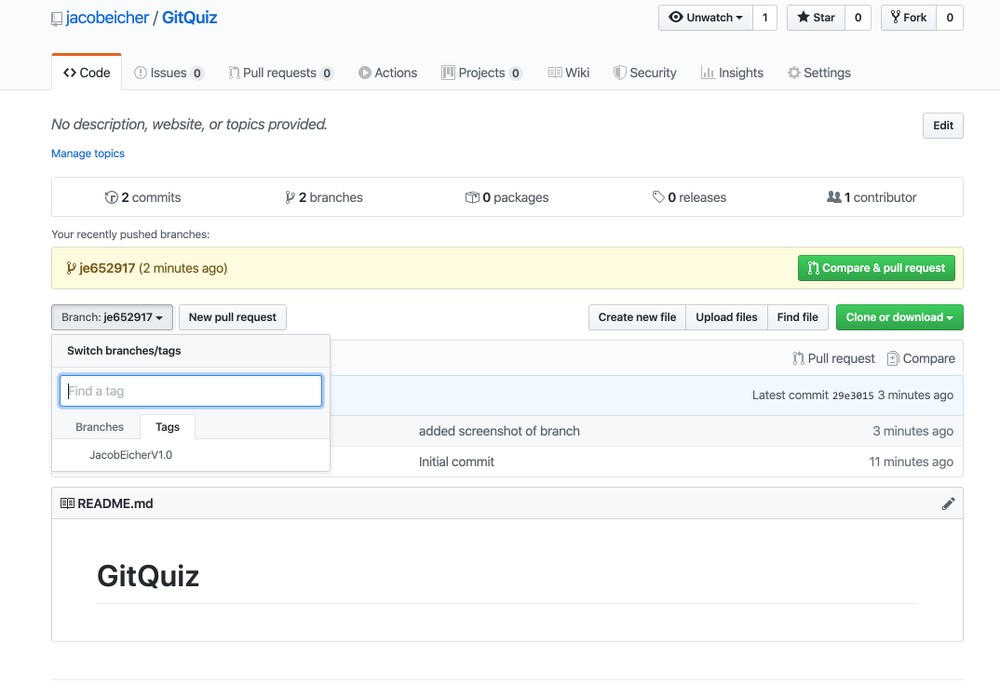 jacobeicher / GitQuiz
Unwatch 1 Star 0 Fork 0
Code Issues 0 Pull requests 0 Actions Projects 0 Wiki Security Insights Settings
No description, website, or topics provided. Edit
Manage topics
2 commits 2 branches 0 packages 0 releases 1 contributor
Your recently pushed branches:
je652917 (2 minutes ago) Compare & pull request
Branch: je652917 New pull request Create new file Upload files Find file Clone or download
Switch branches/tags
Pull request Compare
Find a tag
Latest commit 29e3015 3 minutes ago
Branches Tags
added screenshot of branch 3 minutes ago
JacobEicherV1.0
Initial commit 11 minutes ago
README.md
GitQuiz